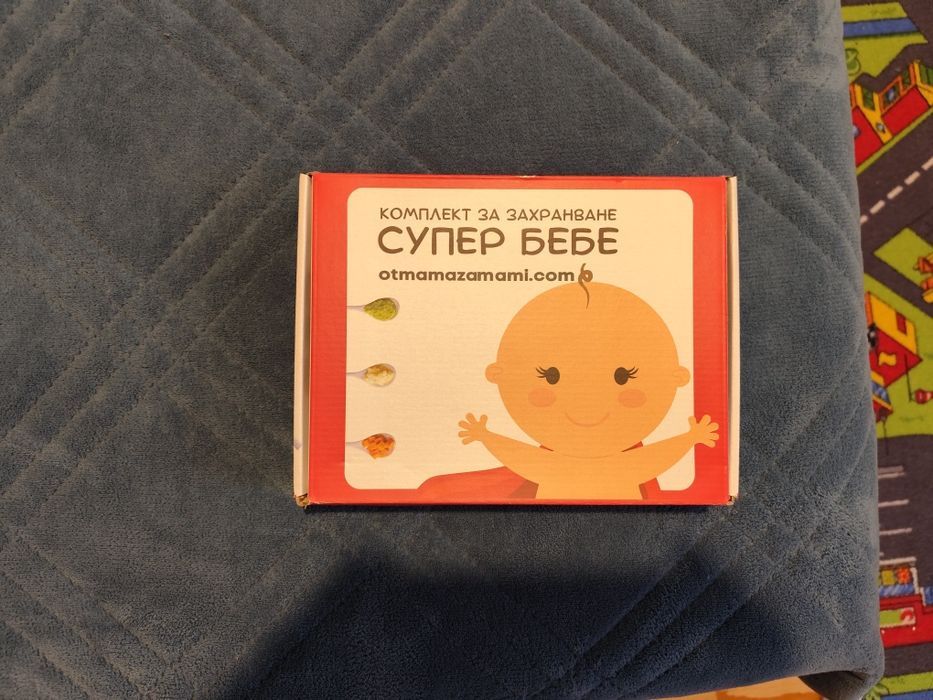 КОМПЛЕКТ ЗА ЗАХРАНВАНЕ
СУПЕР БЕБЕ
otmamazamami.com